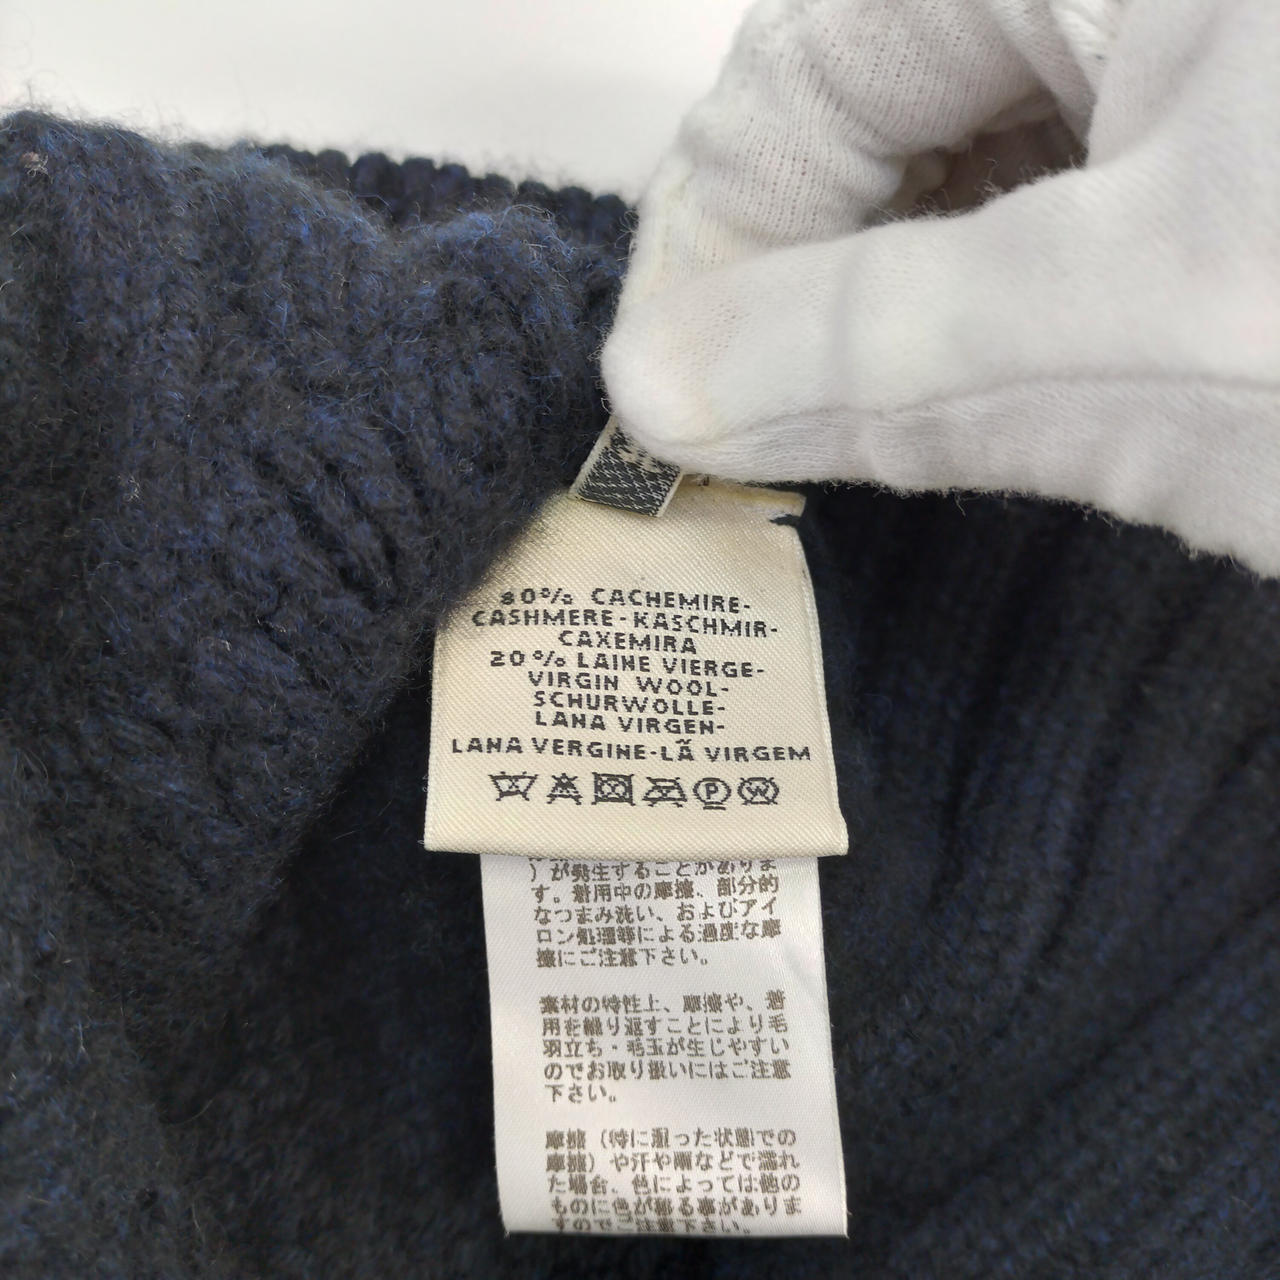 80% CACHEMIRE-
CASHMERE-KASCHMIR-
CAXEMIRA
20% LAINE VIERGE-
VIRGIN WOOL-
SCHURWOLLE-
LANA VIRGEN-
LANA VERGINE-LÃ VIRGEM
P W
)が発生することがありま
す。着用中の摩擦、部分的
なつまみ洗い、およびアイ
ロン処理等による過度な摩
擦にご注意下さい。
素材の特性上、摩擦や、着
用を繰り返すことにより毛
羽立ち・毛玉が生じやすい
のでお取り扱いにはご注意
下さい。
摩擦(特に湿った状態での
摩擦)や汗や雨などで濡れ
た場合、色によっては他の
ものに色が移る事がありま
すのでご注意下さい。